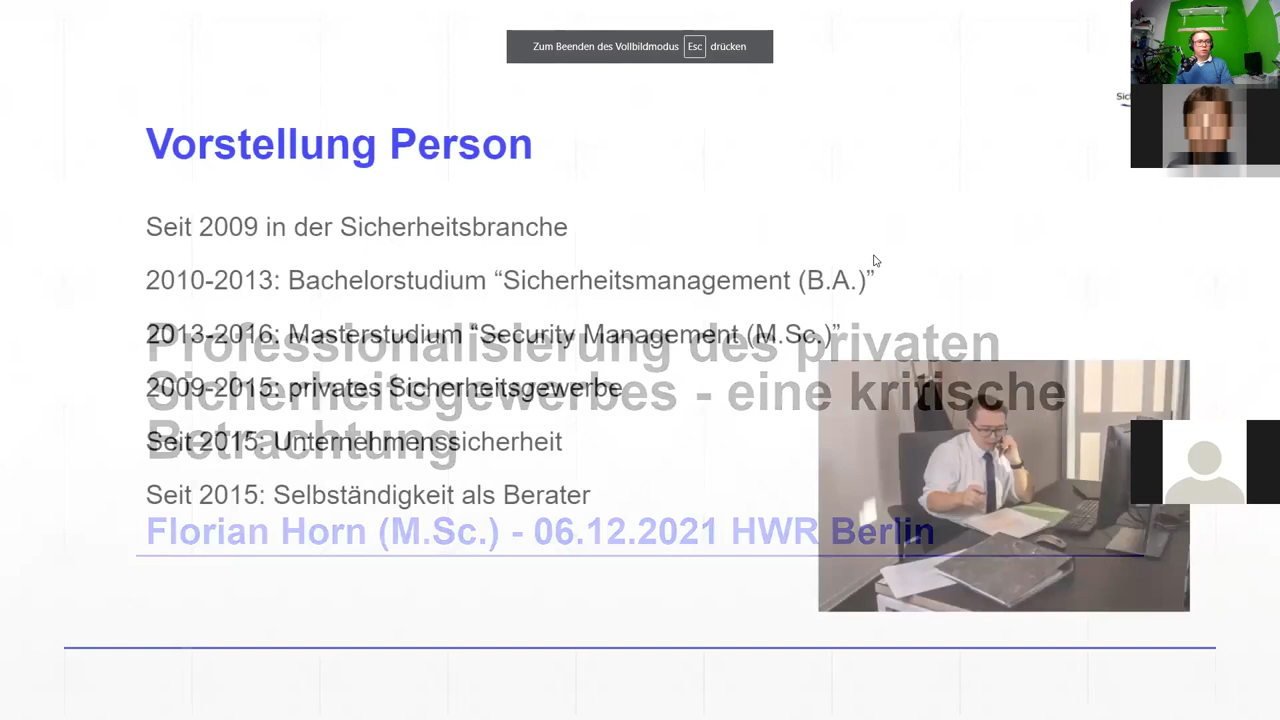 Zum Beenden des Vollbildmodus Esc drücken
Sic
Vorstellung Person
Seit 2009 in der Sicherheitsbranche
2010-2013: Bachelorstudium “Sicherheitsmanagement (B.A.)”
2013-2016: Masterstudium “Security Management (M.Sc.)”
Professionalisierung des privaten
2009-2015: privates Sicherheitsgewerbe
Sicherheitsgewerbes - eine kritische
Seit 2015: Unternehmenssicherheit
Betrachtung
Seit 2015: Selbständigkeit als Berater
Florian Horn (M.Sc.) - 06.12.2021 HWR Berlin